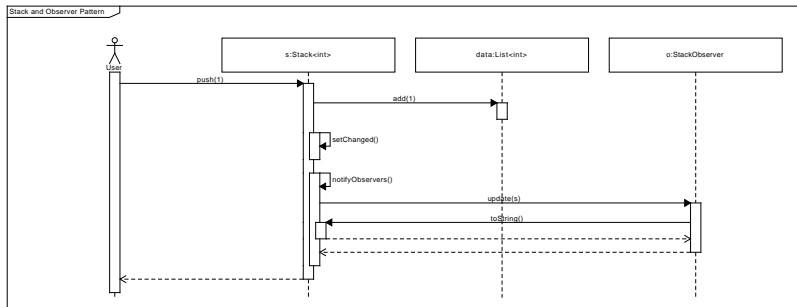 Stack and Observer Pattern
s:Stack<int>
data:List<int>
o:StackObserver
User
push(1)
add(1)
setChanged()
notifyObservers()
update(s)
toString()